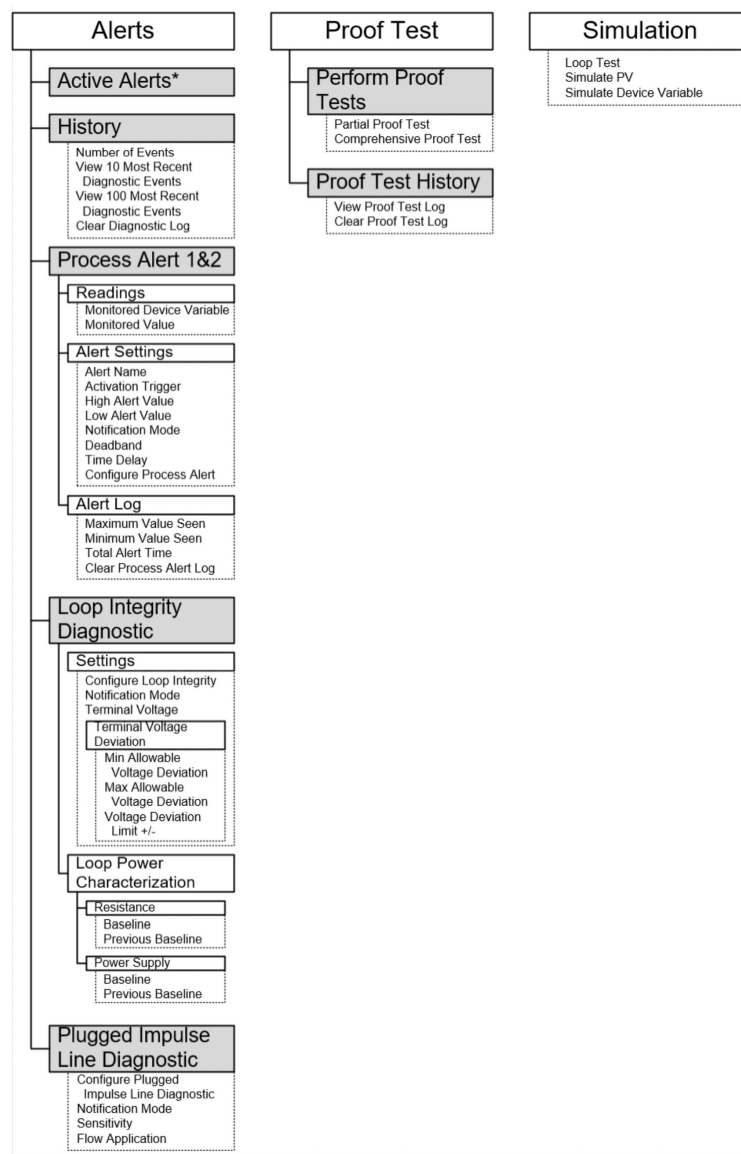 Alerts
Active Alerts*
History
Number of Events
View 10 Most Recent
Diagnostic Events
View 100 Most Recent
Diagnostic Events
Clear Diagnostic Log
Process Alert 1&2
Readings
Monitored Device Variable
Monitored Value
Alert Settings
Alert Name
Activation Trigger
High Alert Value
Low Alert Value
Notification Mode
Deadband
Time Delay
Configure Process Alert
Alert Log
Maximum Value Seen
Minimum Value Seen
Total Alert Time
Clear Process Alert Log
Loop Integrity
Diagnostic
Settings
Configure Loop Integrity
Notification Mode
Terminal Voltage
Terminal Voltage
Deviation
Min Allowable
Voltage Deviation
Max Allowable
Voltage Deviation
Voltage Deviation
Limit +/-
Loop Power
Characterization
Resistance
Baseline
Previous Baseline
Power Supply
Baseline
Previous Baseline
Plugged Impulse
Line Diagnostic
Configure Plugged
Impulse Line Diagnostic
Notification Mode
Sensitivity
Flow Application
Proof Test
Perform Proof
Tests
Partial Proof Test
Comprehensive Proof Test
Proof Test History
View Proof Test Log
Clear Proof Test Log
Simulation
Loop Test
Simulate PV
Simulate Device Variable